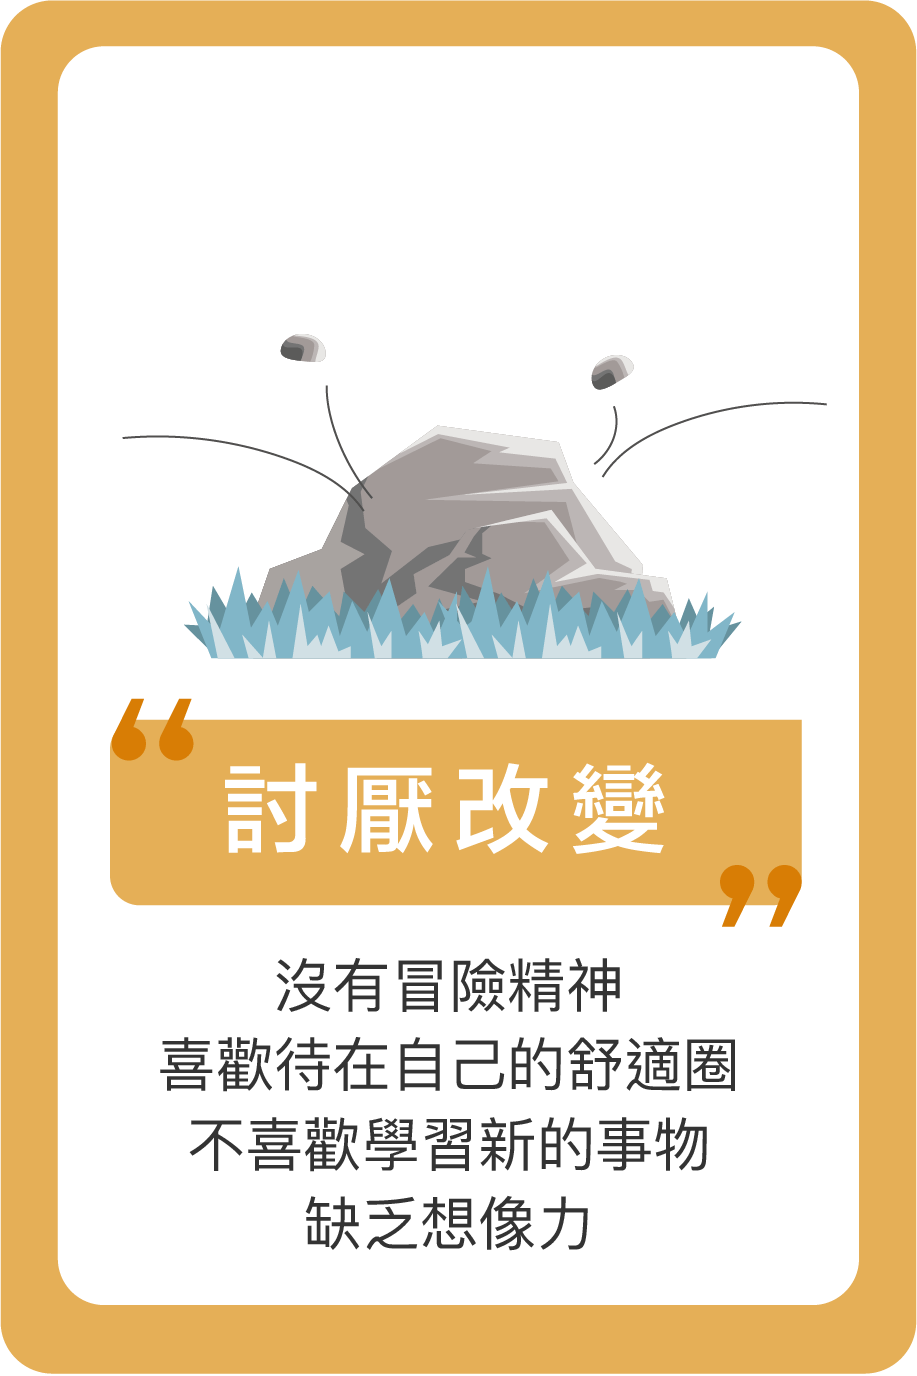 “討厭改變”
沒有冒險精神
喜歡待在自己的舒適圈
不喜歡學習新的事物
缺乏想像力